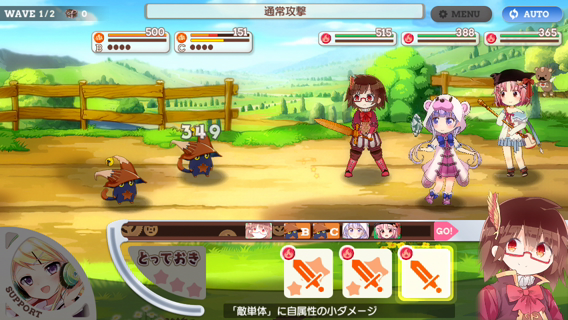 WAVE 1/2
通常攻撃
MENU
AUTO
500
B
151
C
515
388
365
349
B
C
GO!
SUPPORT
とっておき
「敵単体」に自属性の小ダメージ